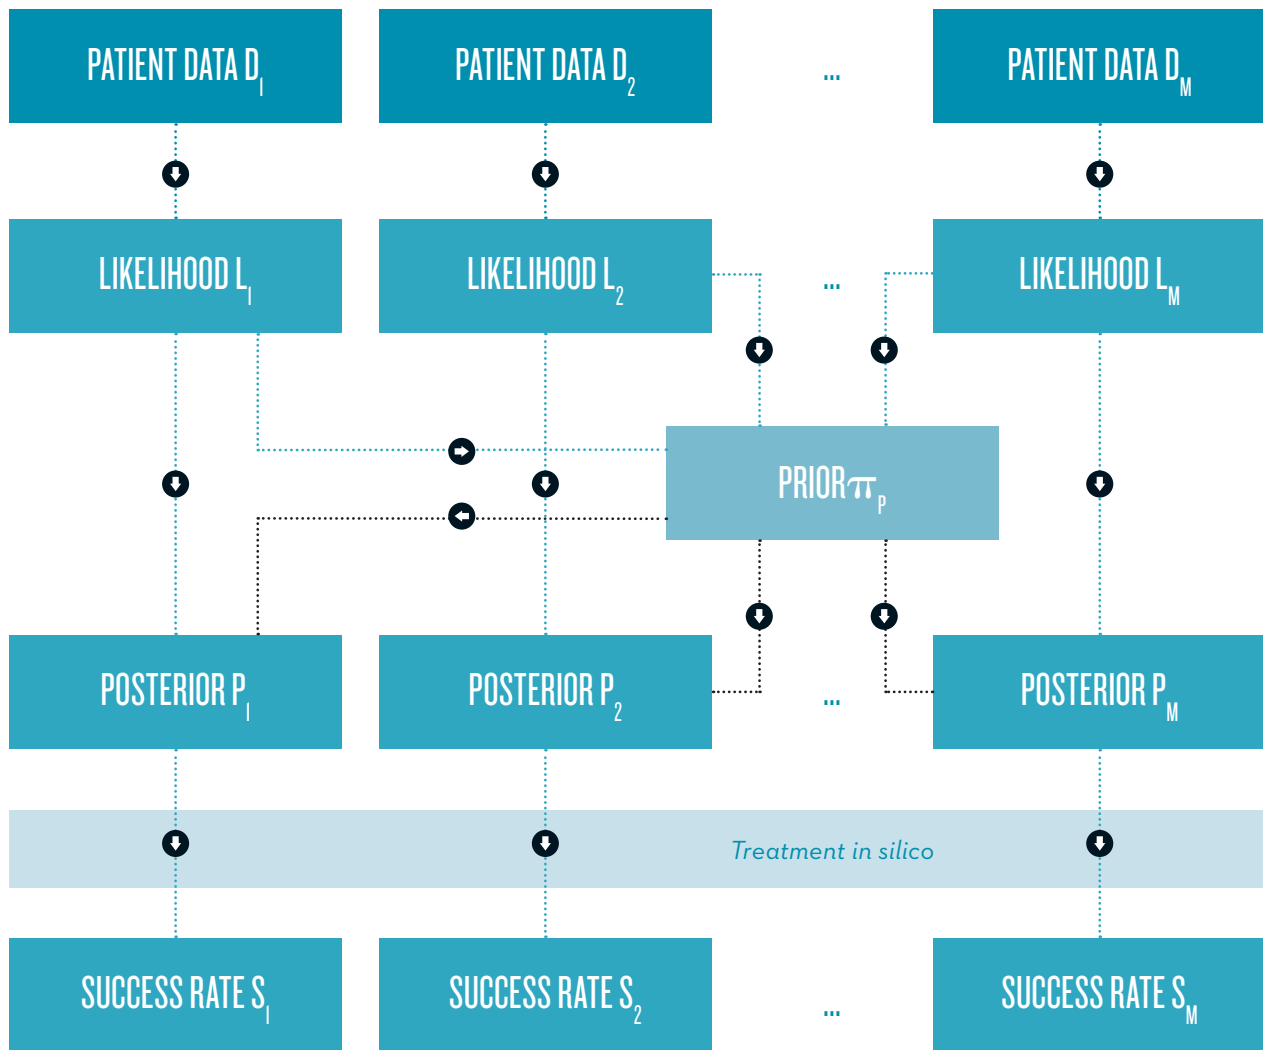 PATIENT DATA D1
PATIENT DATA D2
...
PATIENT DATA DM
LIKELIHOOD L1
LIKELIHOOD L2
...
LIKELIHOOD LM
PRIOR πP
POSTERIOR P1
POSTERIOR P2
...
POSTERIOR PM
Treatment in silico
SUCCESS RATE S1
SUCCESS RATE S2
...
SUCCESS RATE SM